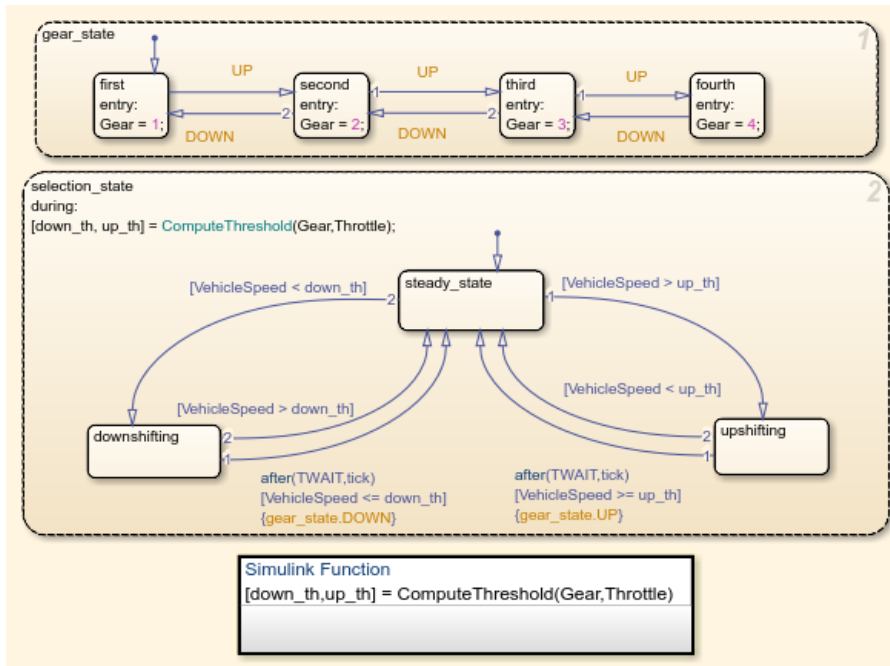 gear_state
1
first
entry:
Gear = 1;
UP
2
DOWN
second
entry:
Gear = 2;
1
UP
2
DOWN
third
entry:
Gear = 3;
1
UP
DOWN
fourth
entry:
Gear = 4;
selection_state
2
during:
[down_th, up_th] = ComputeThreshold(Gear,Throttle);
steady_state
[VehicleSpeed < down_th]
2
1
[VehicleSpeed > up_th]
[VehicleSpeed > down_th]
[VehicleSpeed < up_th]
downshifting
2
1
upshifting
2
1
after(TWAIT,tick)
[VehicleSpeed <= down_th]
{gear_state.DOWN}
after(TWAIT,tick)
[VehicleSpeed >= up_th]
{gear_state.UP}
Simulink Function
[down_th,up_th] = ComputeThreshold(Gear,Throttle)